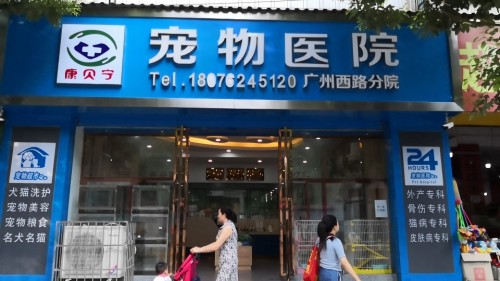 康贝宁
宠物医院
Tel.18076245120 广州西路分院
犬猫洗护
宠物美容
宠物粮食
名犬名猫
24
HOURS
Pet Hospital
外产专科
骨伤专科
猫病专科
皮肤病专科